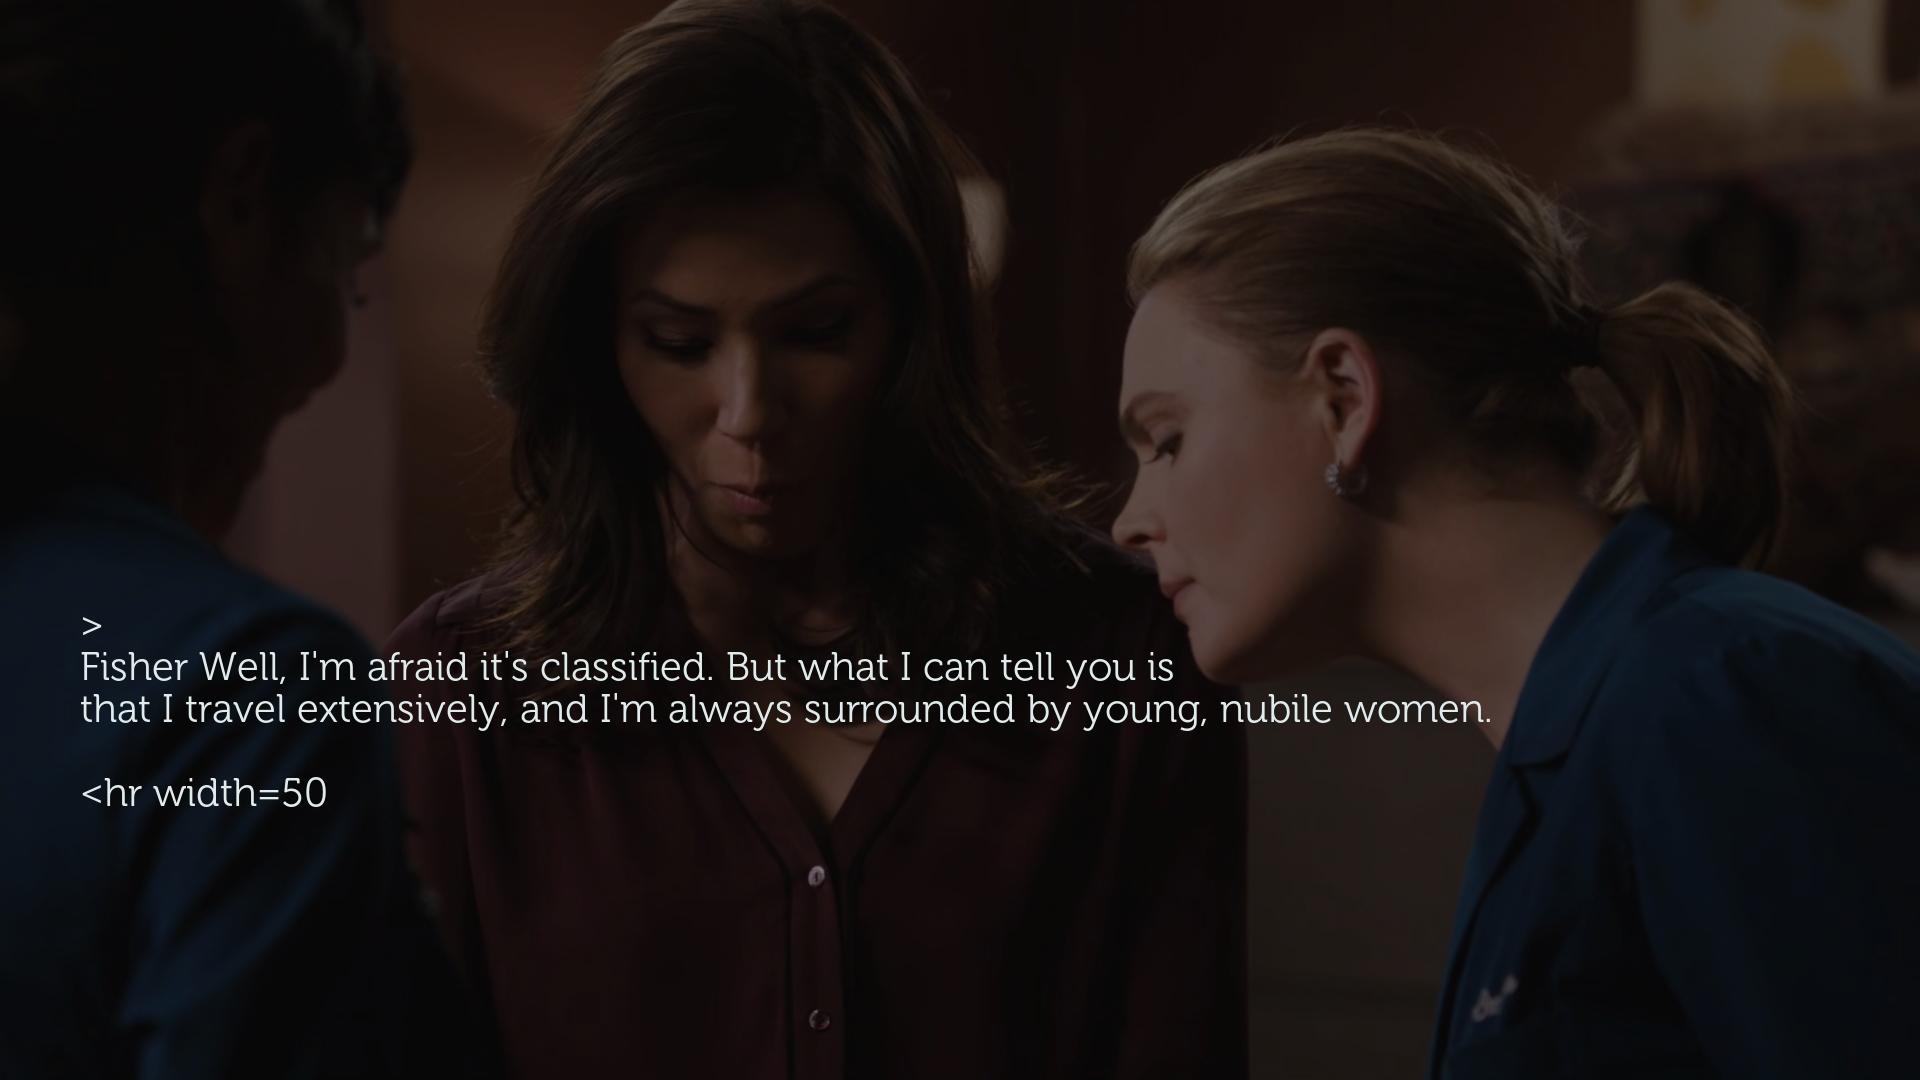 >
Fisher Well, I'm afraid it's classified. But what I can tell you is
that I travel extensively, and I'm always surrounded by young, nubile women.
<hr width=50